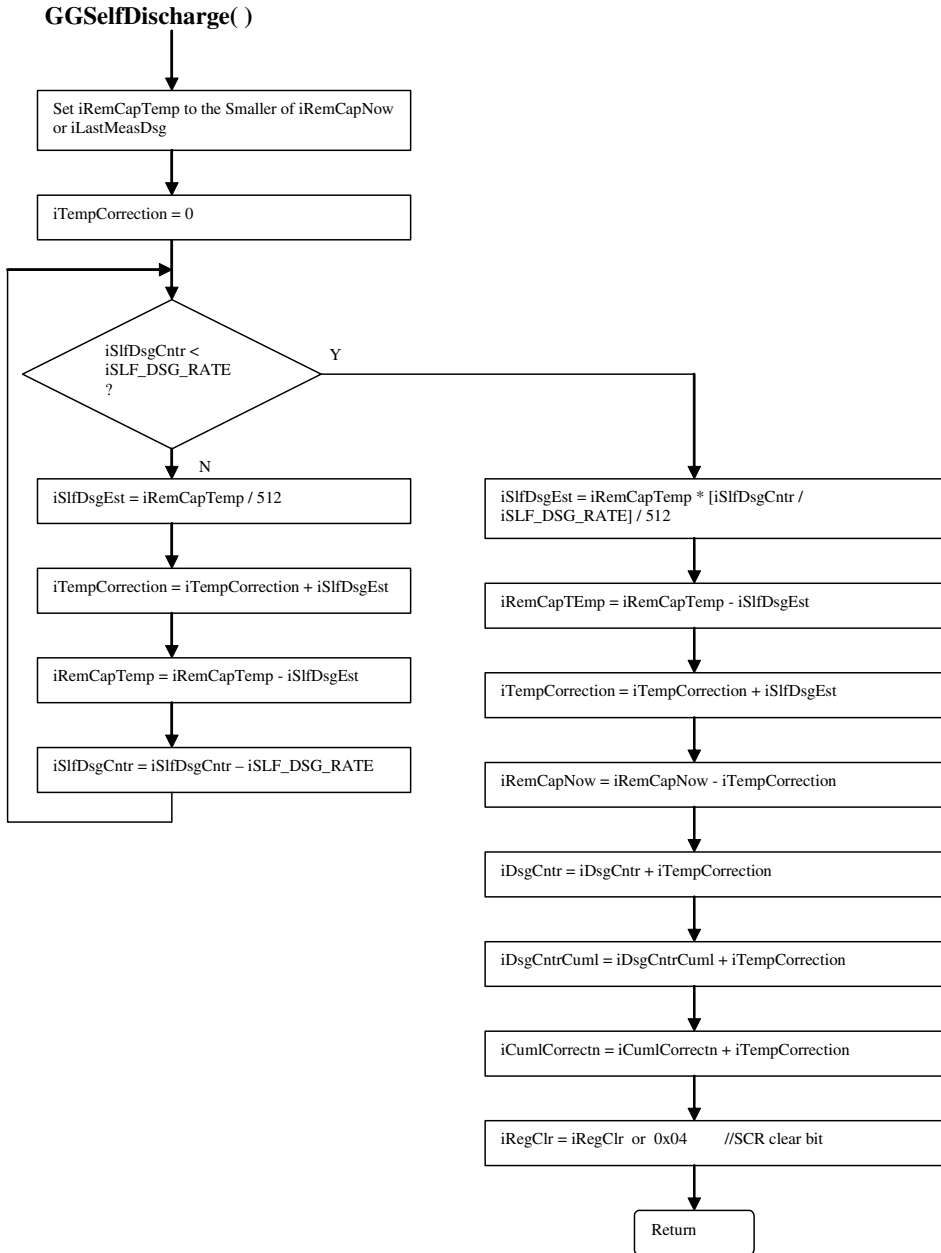 GGSelfDischarge( )
Set iRemCapTemp to the Smaller of iRemCapNow
or iLastMeasDsg
iTempCorrection = 0
iSlfDsgCntr <
iSLF_DSG_RATE
?
Y
N
iSlfDsgEst = iRemCapTemp / 512
iTempCorrection = iTempCorrection + iSlfDsgEst
iRemCapTemp = iRemCapTemp - iSlfDsgEst
iSlfDsgCntr = iSlfDsgCntr – iSLF_DSG_RATE
iSlfDsgEst = iRemCapTemp * [iSlfDsgCntr /
iSLF_DSG_RATE] / 512
iRemCapTEmp = iRemCapTemp - iSlfDsgEst
iTempCorrection = iTempCorrection + iSlfDsgEst
iRemCapNow = iRemCapNow - iTempCorrection
iDsgCntr = iDsgCntr + iTempCorrection
iDsgCntrCuml = iDsgCntrCuml + iTempCorrection
iCumlCorrectn = iCumlCorrectn + iTempCorrection
iRegClr = iRegClr or 0x04 //SCR clear bit
Return